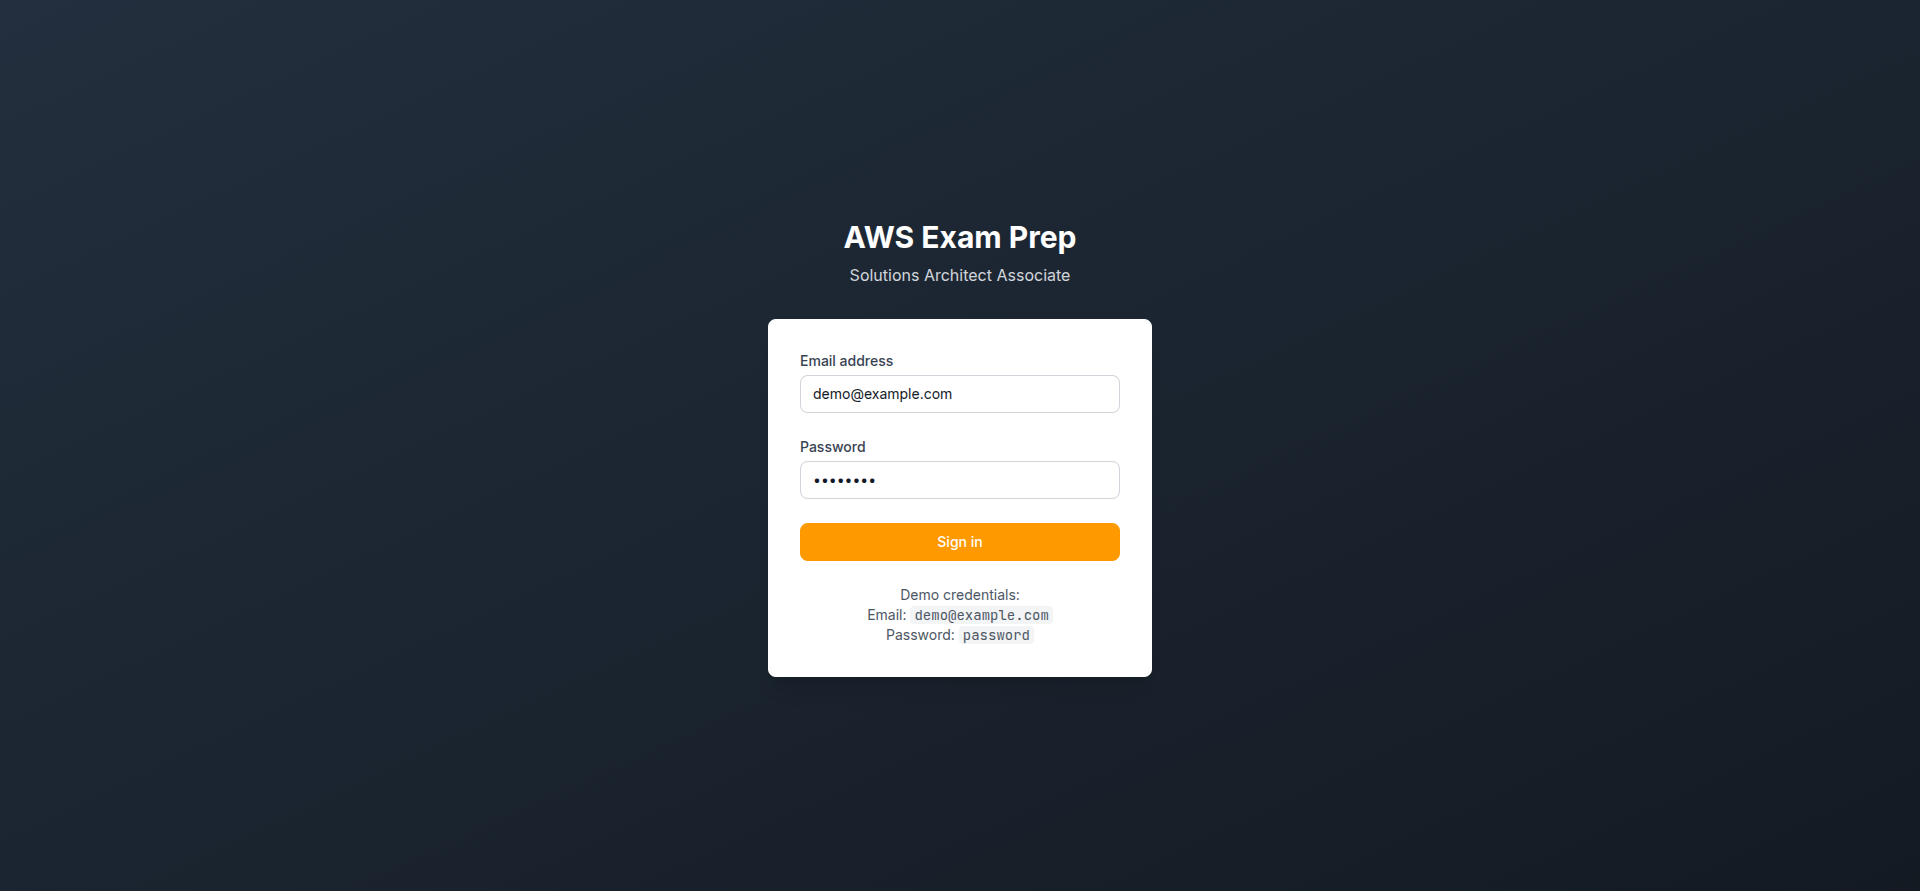 AWS Exam Prep
Solutions Architect Associate
Email address
demo@example.com
Password
••••••••
Sign in
Demo credentials:
Email: demo@example.com
Password: password